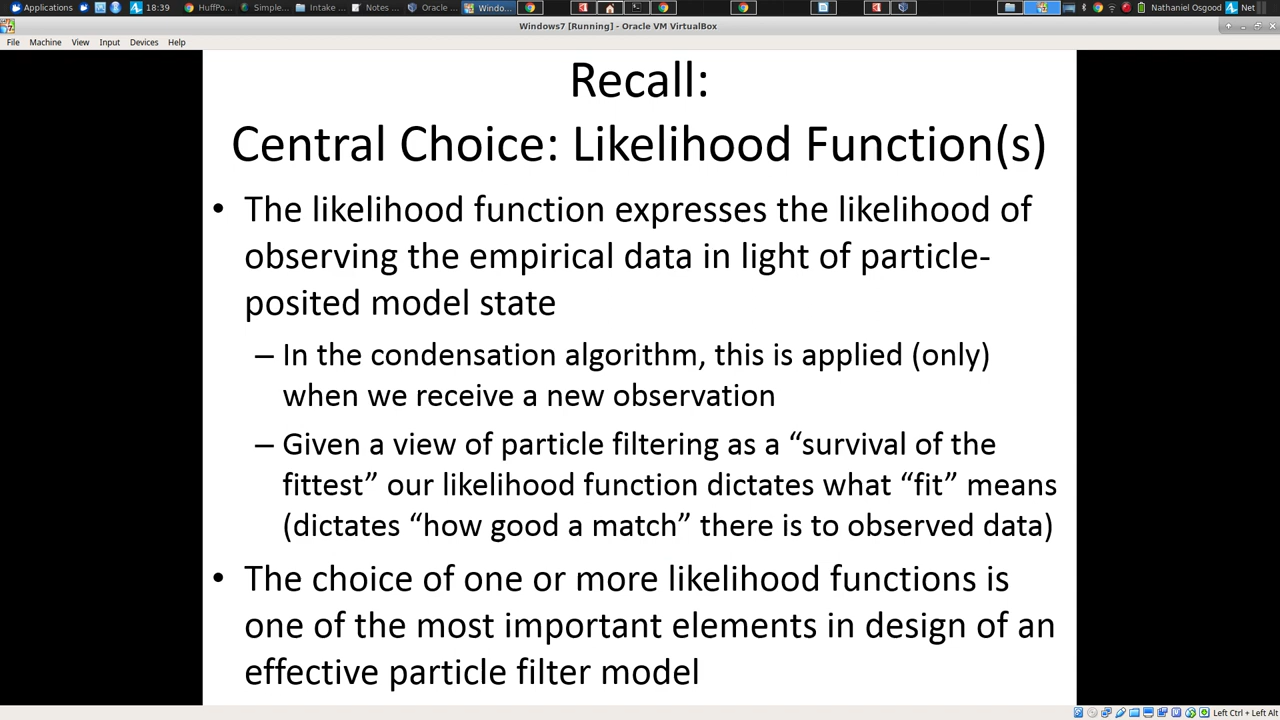 Applications 18:39 HuffPo... Simple... Intake ... Notes ... Oracle ... Windo... Nathaniel Osgood Net
Windows7 [Running] - Oracle VM VirtualBox
File Machine View Input Devices Help
Recall:
Central Choice: Likelihood Function(s)
• The likelihood function expresses the likelihood of
observing the empirical data in light of particle-
posited model state
– In the condensation algorithm, this is applied (only)
when we receive a new observation
– Given a view of particle filtering as a “survival of the
fittest” our likelihood function dictates what “fit” means
(dictates “how good a match” there is to observed data)
• The choice of one or more likelihood functions is
one of the most important elements in design of an
effective particle filter model
Left Ctrl + Left Alt